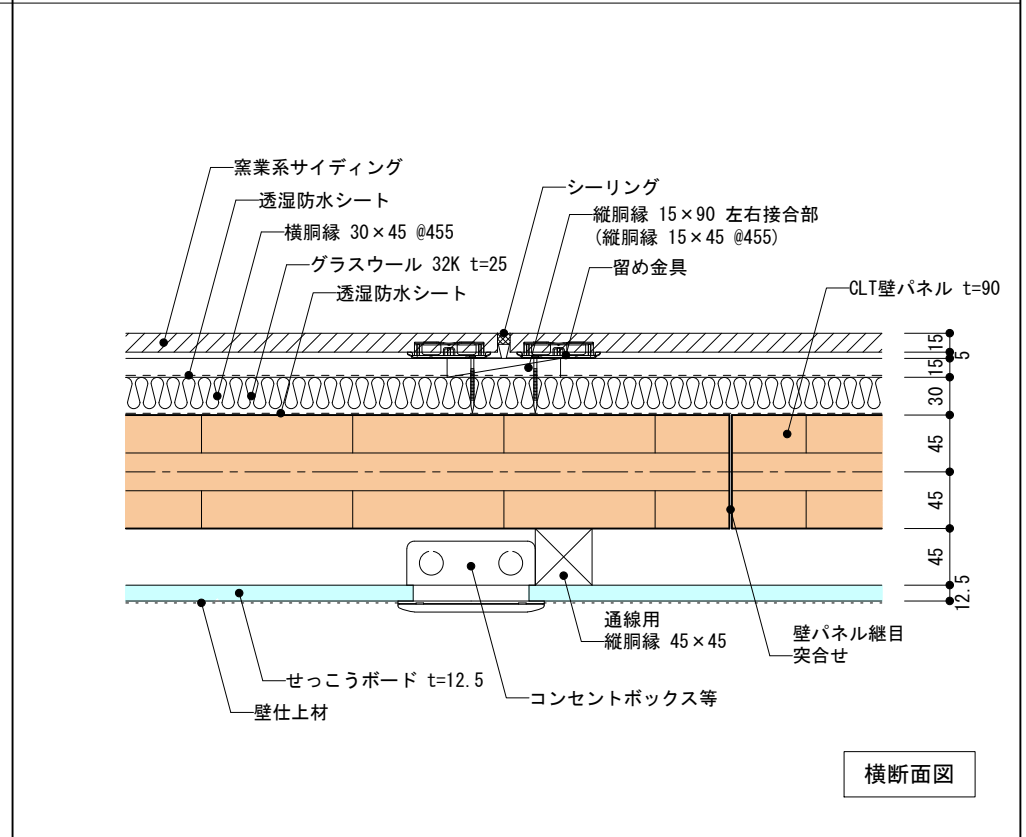 窯業系サイディング
透湿防水シート
横胴縁 30×45 @455
グラスウール 32K t=25
透湿防水シート
シーリング
縦胴縁 15×90 左右接合部
(縦胴縁 15×45 @455)
留め金具
CLT壁パネル t=90
15
5
15
30
45
45
45
12.5
通線用
縦胴縁 45×45
壁パネル継目
突合せ
せっこうボード t=12.5
壁仕上材
コンセントボックス等
横断面図